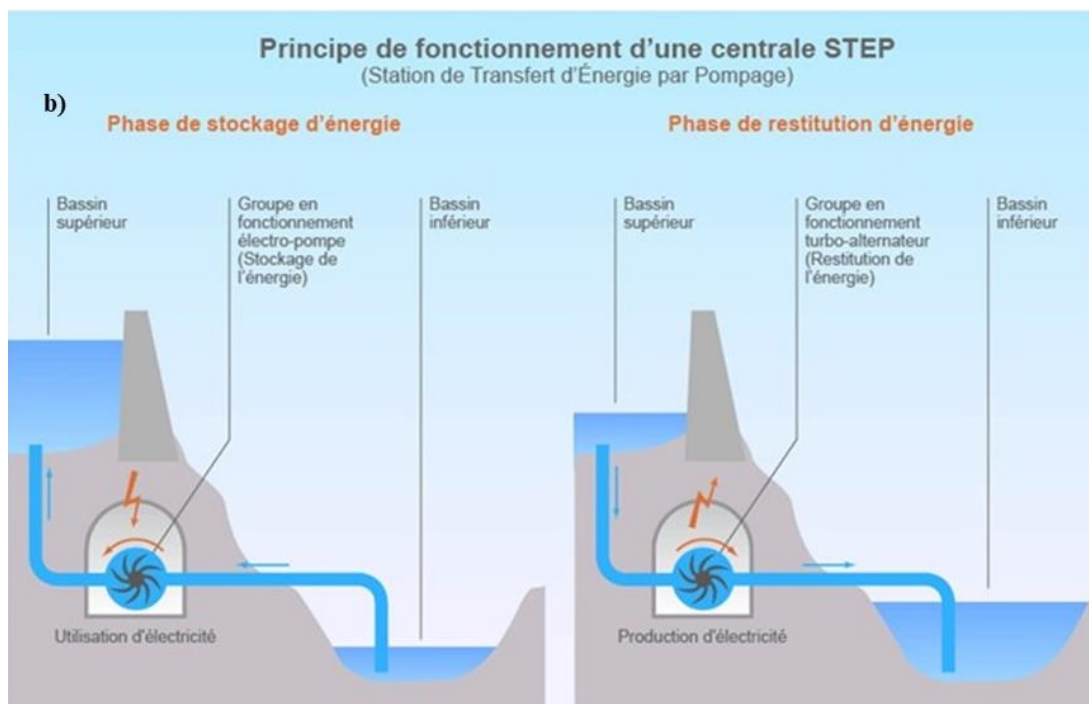 Principe de fonctionnement d'une centrale STEP
(Station de Transfert d'Énergie par Pompage)
b)
Phase de stockage d'énergie
Bassin
supérieur
Groupe en
fonctionnement
électro-pompe
(Stockage de
l'énergie)
Bassin
inférieur
Utilisation d'électricité
Phase de restitution d'énergie
Bassin
supérieur
Groupe en
fonctionnement
turbo-alternateur
(Restitution de
l'énergie)
Bassin
inférieur
Production d'électricité